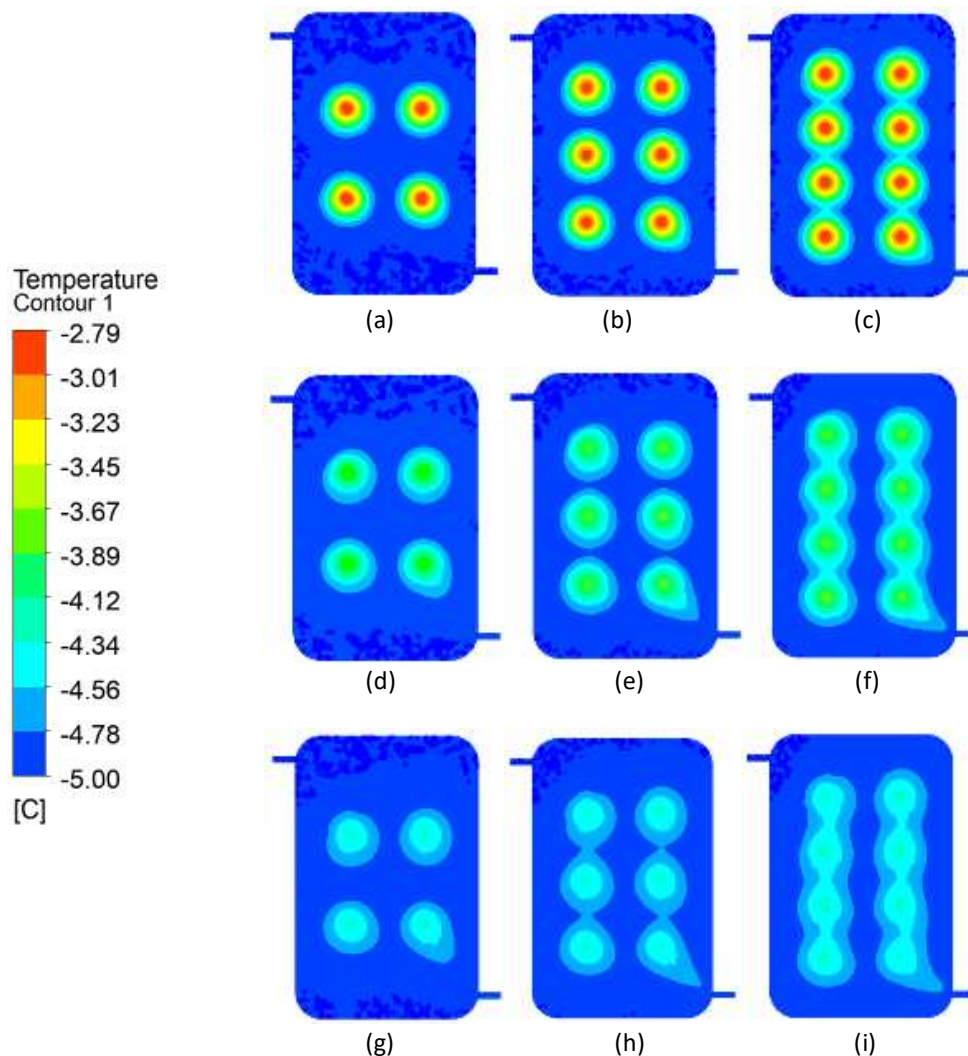 (a) (b) (c)
Temperature
Contour 1
-2.79
-3.01
-3.23
-3.45
-3.67
-3.89
-4.12
-4.34
-4.56
-4.78
-5.00
[C]
(d) (e) (f)
(g) (h) (i)